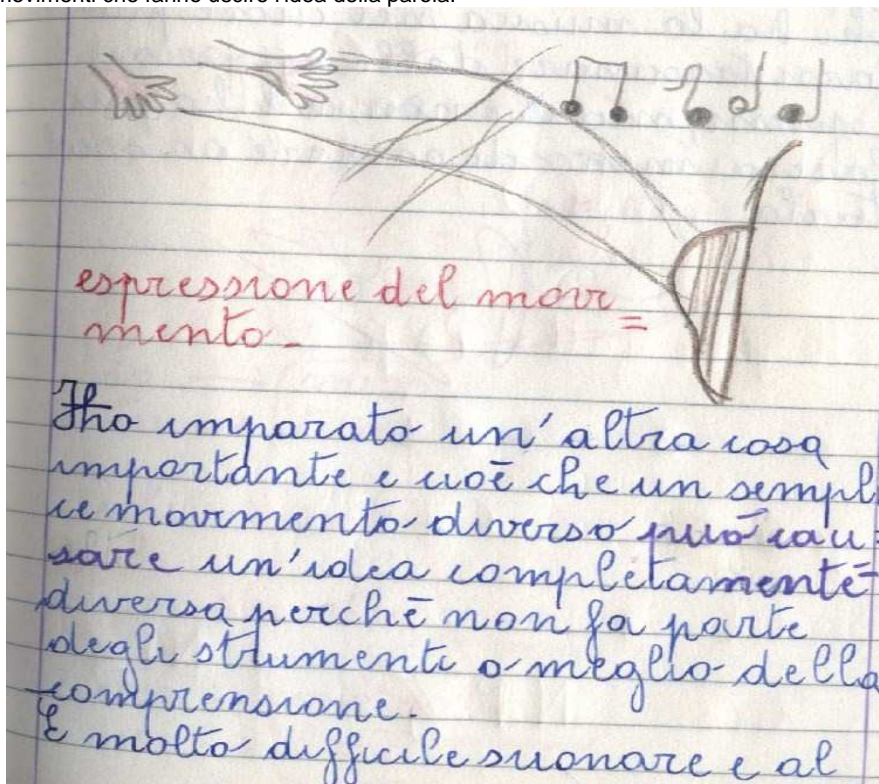 movimenti che fanno uscire l'idea della parola.
espressione del movi=
mento-
Ho imparato un'altra cosa
importante e cioè che un sempli
ce movimento diverso può cau=
sare un'idea completamente
diversa perchè non fa parte
degli strumenti o meglio della
comprensione.
È molto difficile suonare e al